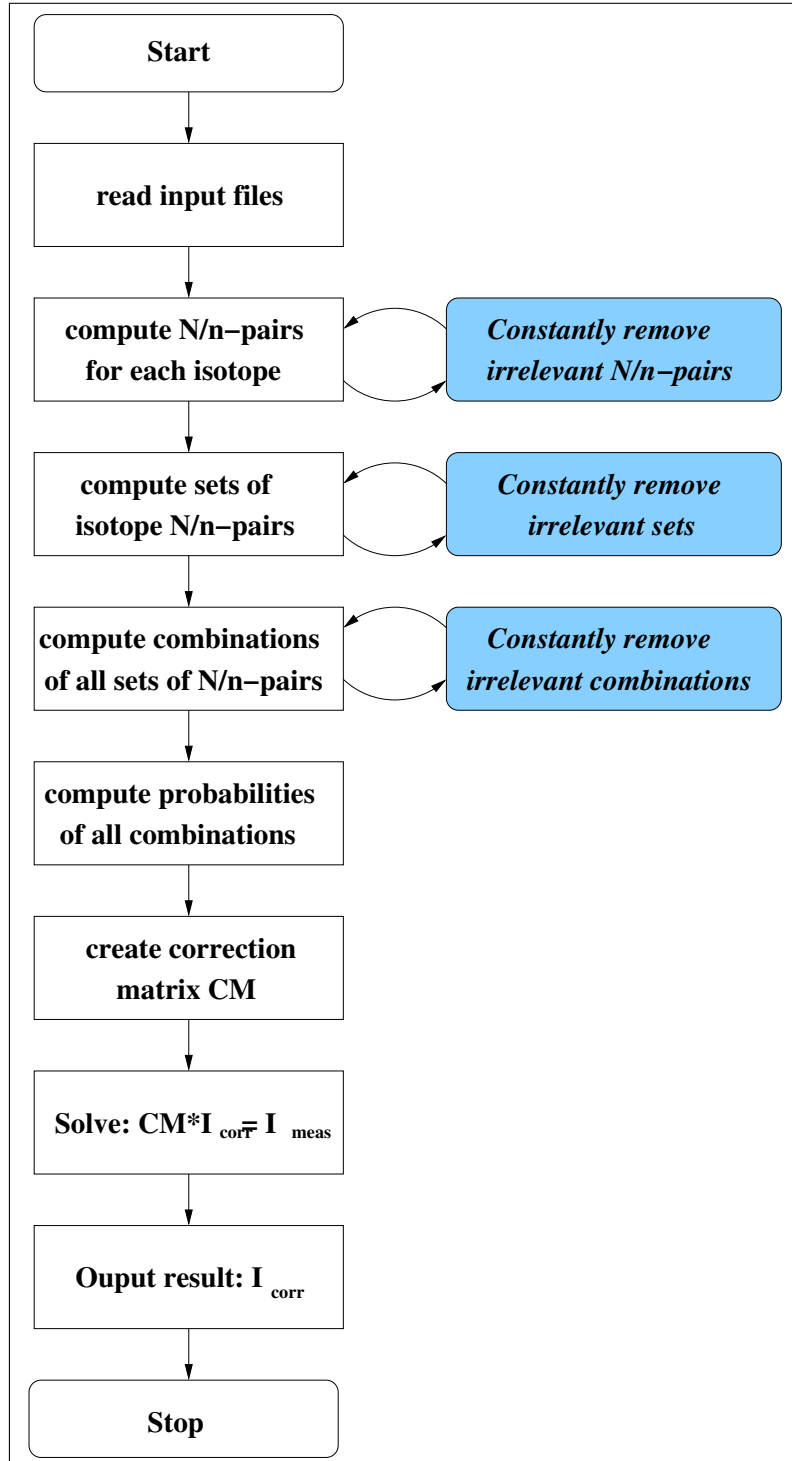 Start
read input files
compute N/n−pairs
for each isotope
Constantly remove
irrelevant N/n−pairs
compute sets of
isotope N/n−pairs
Constantly remove
irrelevant sets
compute combinations
of all sets of N/n−pairs
Constantly remove
irrelevant combinations
compute probabilities
of all combinations
create correction
matrix CM
Solve: CM*I corr = I meas
Ouput result: I corr
Stop